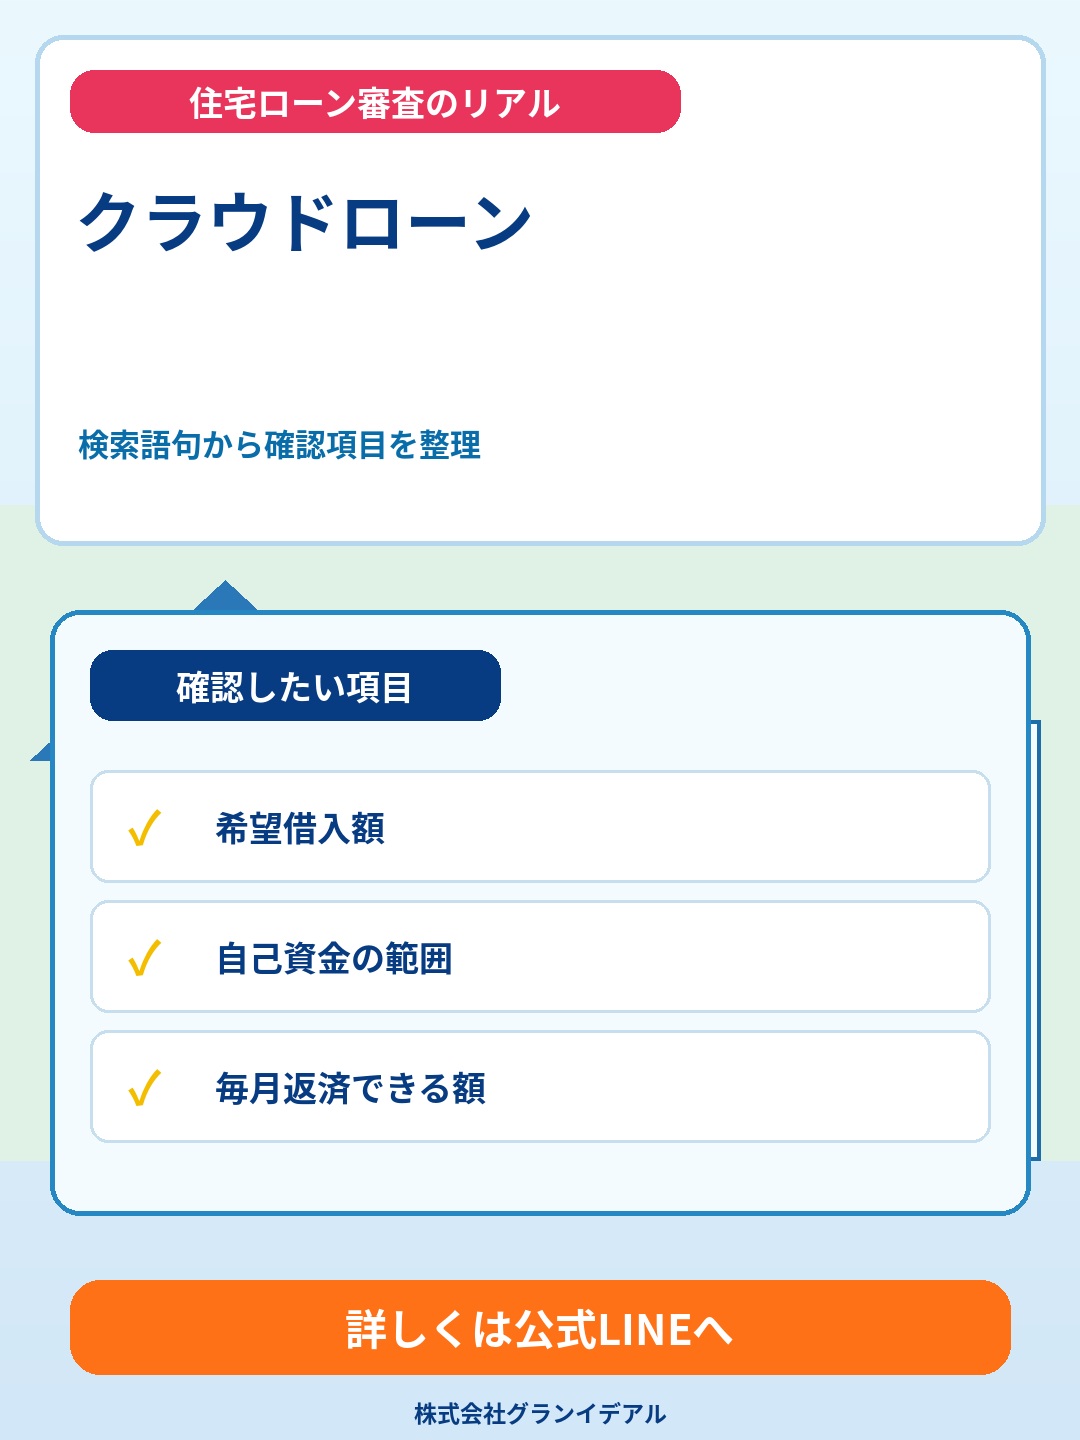 住宅ローン審査のリアル
クラウドローン
検索語句から確認項目を整理
確認したい項目
✓ 希望借入額
✓ 自己資金の範囲
✓ 毎月返済できる額
詳しくは公式LINEへ
株式会社グランイデアル